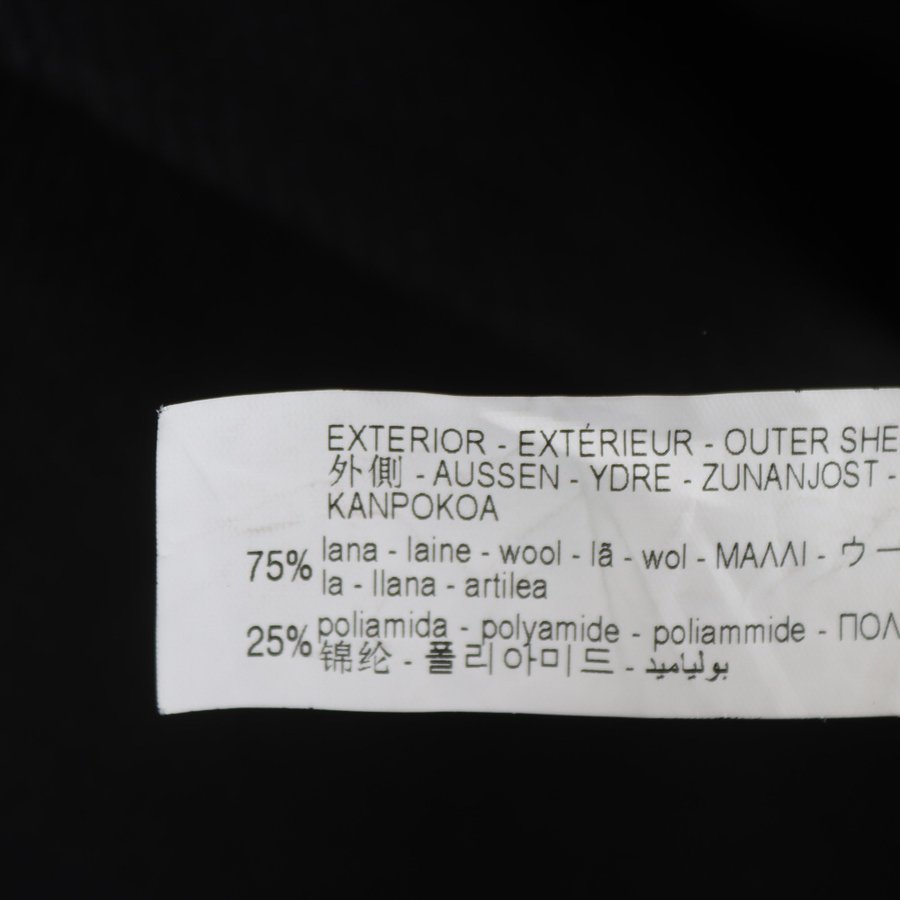 EXTERIOR - EXTÉRIEUR - OUTER SHE
外側 - AUSSEN - YDRE - ZUNANJOST -
KANPOKOA
75% lana - laine - wool - lã - wol - ΜΑΛΛΙ - ウー
la - llana - artilea
25% poliamida - polyamide - poliammide - ΠΟΛ
锦纶 - 폴리아미드 - بولياميد